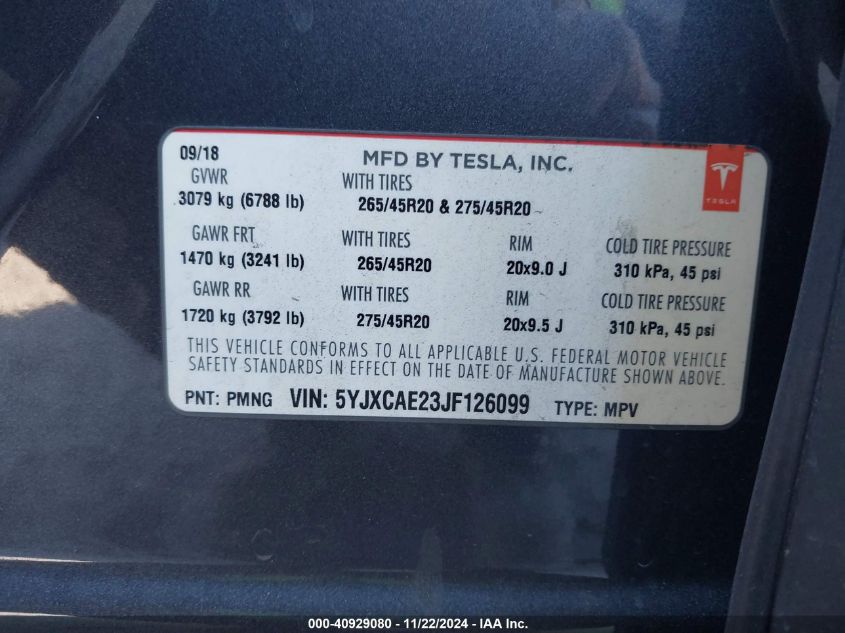 09/18 MFD BY TESLA, INC.
GVWR WITH TIRES
3079 kg (6788 lb) 265/45R20 & 275/45R20
TESLA
GAWR FRT WITH TIRES RIM COLD TIRE PRESSURE
1470 kg (3241 lb) 265/45R20 20x9.0 J 310 kPa, 45 psi
GAWR RR WITH TIRES RIM COLD TIRE PRESSURE
1720 kg (3792 lb) 275/45R20 20x9.5 J 310 kPa, 45 psi
THIS VEHICLE CONFORMS TO ALL APPLICABLE U.S. FEDERAL MOTOR VEHICLE
SAFETY STANDARDS IN EFFECT ON THE DATE OF MANUFACTURE SHOWN ABOVE.
PNT: PMNG VIN: 5YJXCAE23JF126099 TYPE: MPV
000-40929080 - 11/22/2024 - IAA Inc.